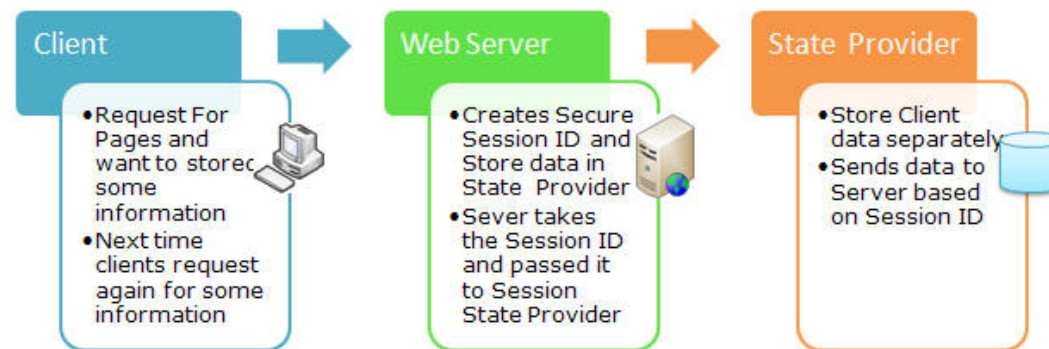 Client
•Request For
Pages and
want to stored
some
information
•Next time
clients request
again for some
information
Web Server
•Creates Secure
Session ID and
Store data in
State Provider
•Sever takes
the Session ID
and passed it
to Session
State Provider
State Provider
•Store Client
data separately
•Sends data to
Server based
on Session ID